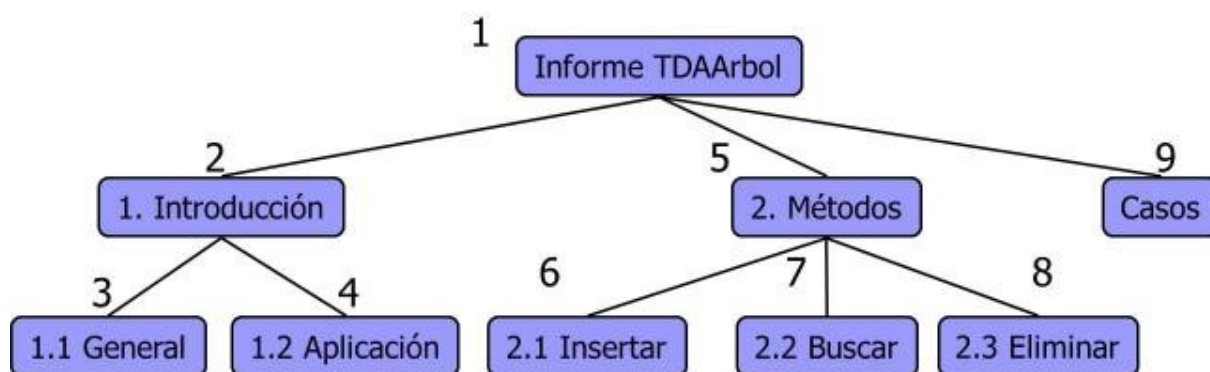 1
Informe TDAArbol
2
5
9
1. Introducción
2. Métodos
Casos
3
4
6
7
8
1.1 General
1.2 Aplicación
2.1 Insertar
2.2 Buscar
2.3 Eliminar